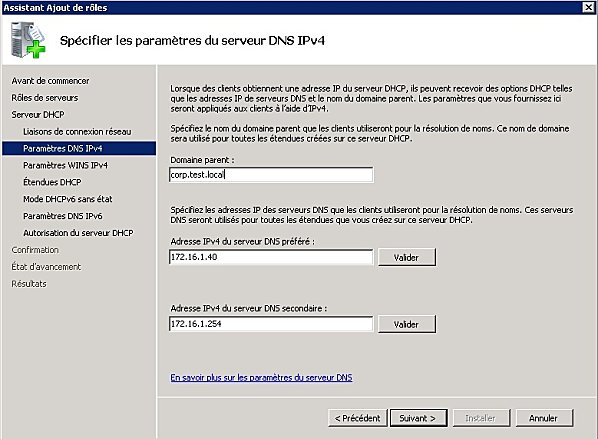 Assistant Ajout de rôles
Spécifier les paramètres du serveur DNS IPv4
Avant de commencer
Rôles de serveurs
Serveur DHCP
Liaisons de connexion réseau
Paramètres DNS IPv4
Paramètres WINS IPv4
Étendues DHCP
Mode DHCPv6 sans état
Paramètres DNS IPv6
Autorisation du serveur DHCP
Confirmation
État d'avancement
Résultats
Lorsque des clients obtiennent une adresse IP du serveur DHCP, ils peuvent recevoir des options DHCP telles
que les adresses IP de serveurs DNS et le nom du domaine parent. Les paramètres que vous fournissez ici
seront appliqués aux clients à l'aide d'IPv4.
Spécifiez le nom du domaine parent que les clients utiliseront pour la résolution de noms. Ce nom de domaine
sera utilisé pour toutes les étendues créées sur ce serveur DHCP.
Domaine parent :
corp.test.local
Spécifiez les adresses IP des serveurs DNS que les clients utiliseront pour la résolution de noms. Ces serveurs
DNS seront utilisés pour toutes les étendues que vous créez sur ce serveur DHCP.
Adresse IPv4 du serveur DNS préféré :
172.16.1.40
Valider
Adresse IPv4 du serveur DNS secondaire :
172.16.1.254
Valider
En savoir plus sur les paramètres du serveur DNS
< Précédent
Suivant >
Installer
Annuler